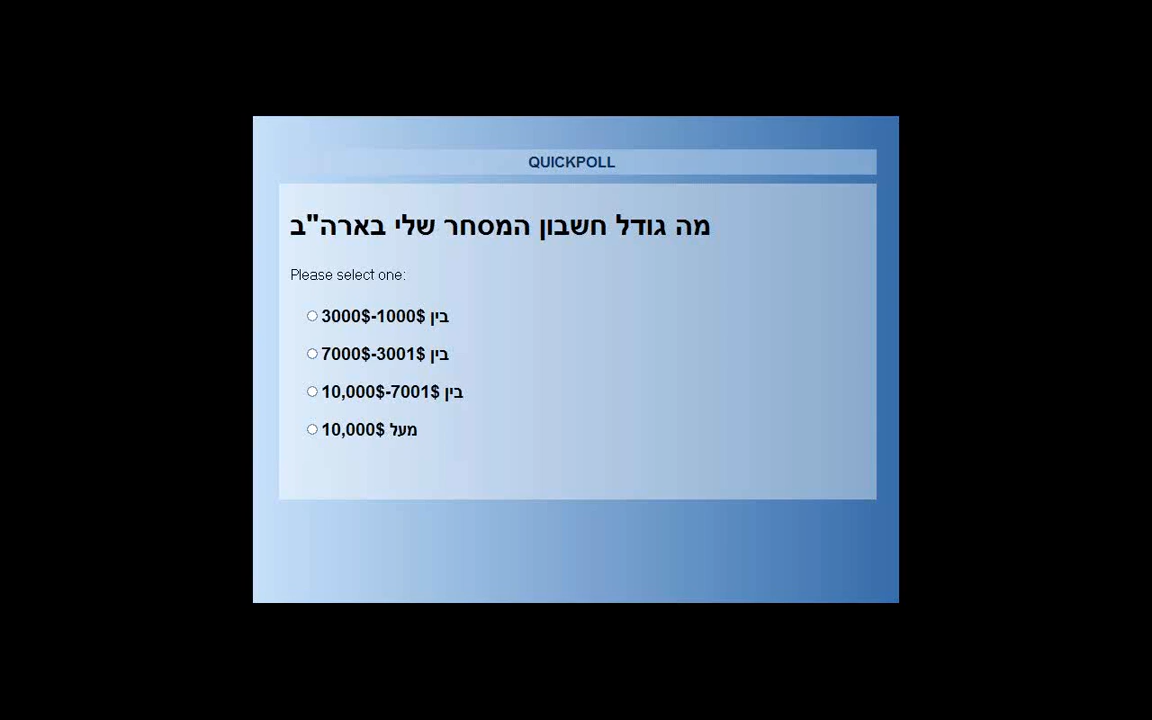 QUICKPOLL
מה גודל חשבון המסחר שלי בארה"ב
Please select one:
בין 1000$-3000$
בין 3001$-7000$
בין 7001$-10,000$
מעל 10,000$